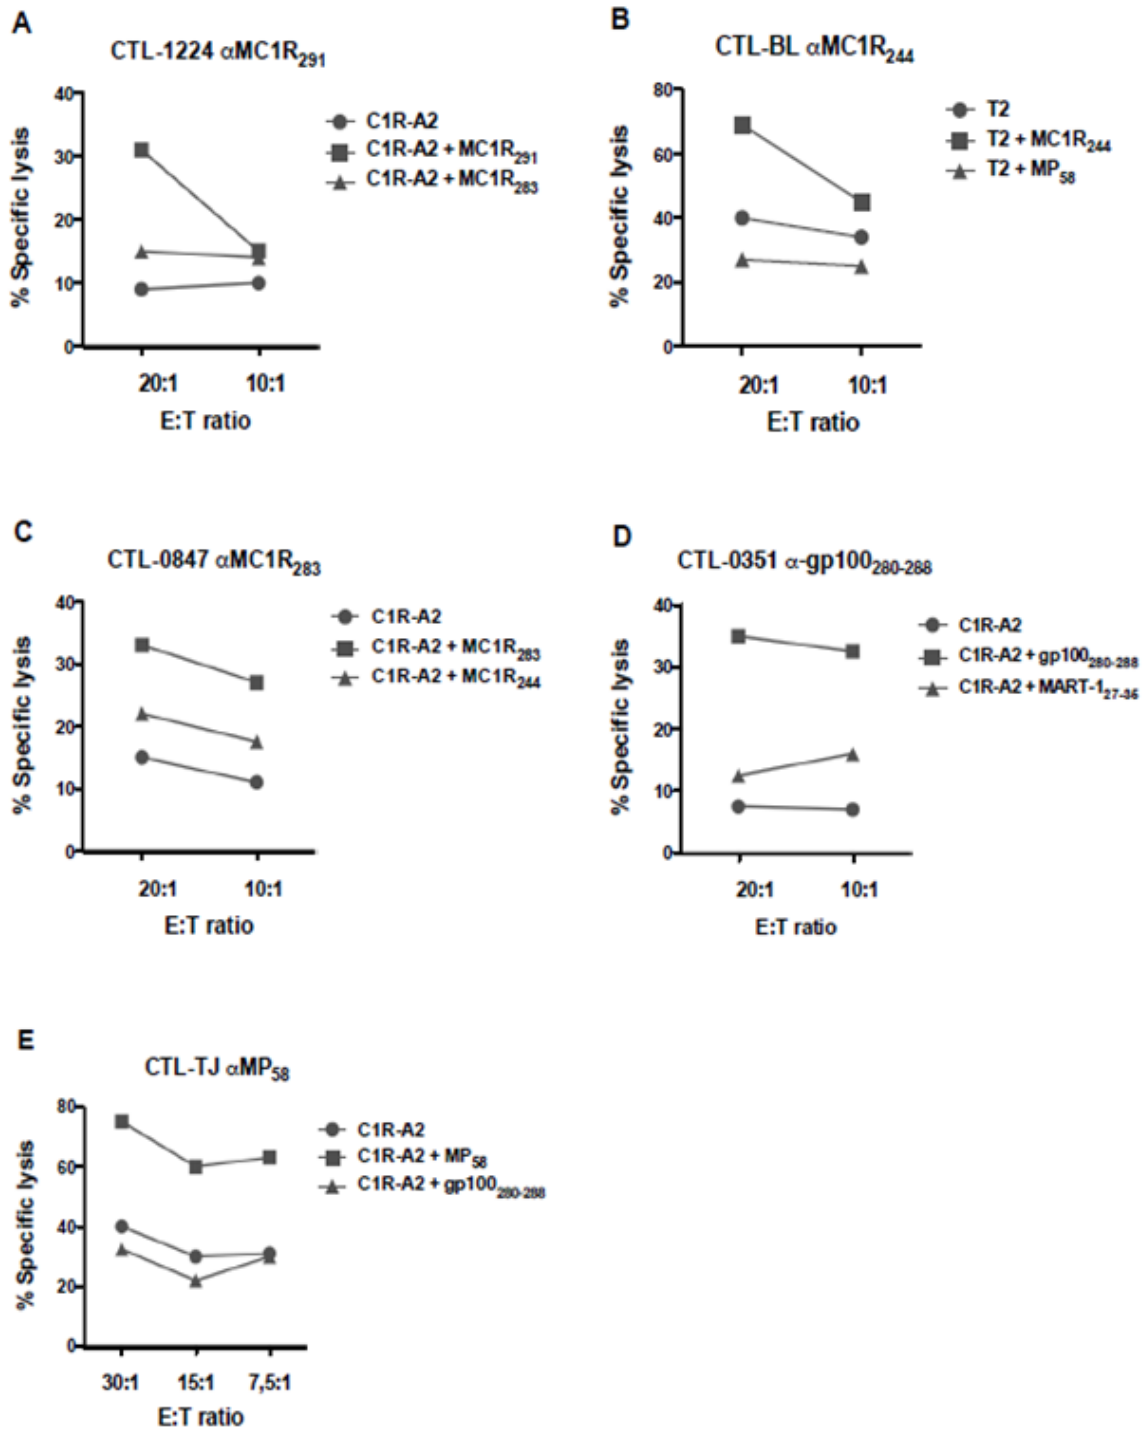 A
CTL-1224 αMC1R291
% Specific lysis
40
30
20
10
0
20:1 10:1
E:T ratio
C1R-A2
C1R-A2 + MC1R291
C1R-A2 + MC1R283
B
CTL-BL αMC1R244
% Specific lysis
80
60
40
20
0
20:1 10:1
E:T ratio
T2
T2 + MC1R244
T2 + MP58
C
CTL-0847 αMC1R283
% Specific lysis
40
30
20
10
0
20:1 10:1
E:T ratio
C1R-A2
C1R-A2 + MC1R283
C1R-A2 + MC1R244
D
CTL-0351 α-gp100280-288
% Specific lysis
40
30
20
10
0
20:1 10:1
E:T ratio
C1R-A2
C1R-A2 + gp100280-288
C1R-A2 + MART-127-35
E
CTL-TJ αMP58
% Specific lysis
80
60
40
20
0
30:1 15:1 7,5:1
E:T ratio
C1R-A2
C1R-A2 + MP58
C1R-A2 + gp100280-288